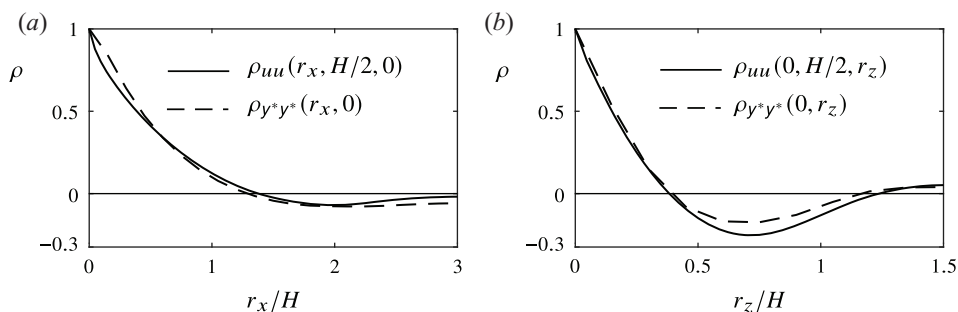 (a)
1
ρ
0.5
0
−0.3
ρuu(rx, H/2, 0)
ρy*y*(rx, 0)
0 1 2 3
rx/H
(b)
1
ρ
0.5
0
−0.3
ρuu(0, H/2, rz)
ρy*y*(0, rz)
0 0.5 1 1.5
rz/H